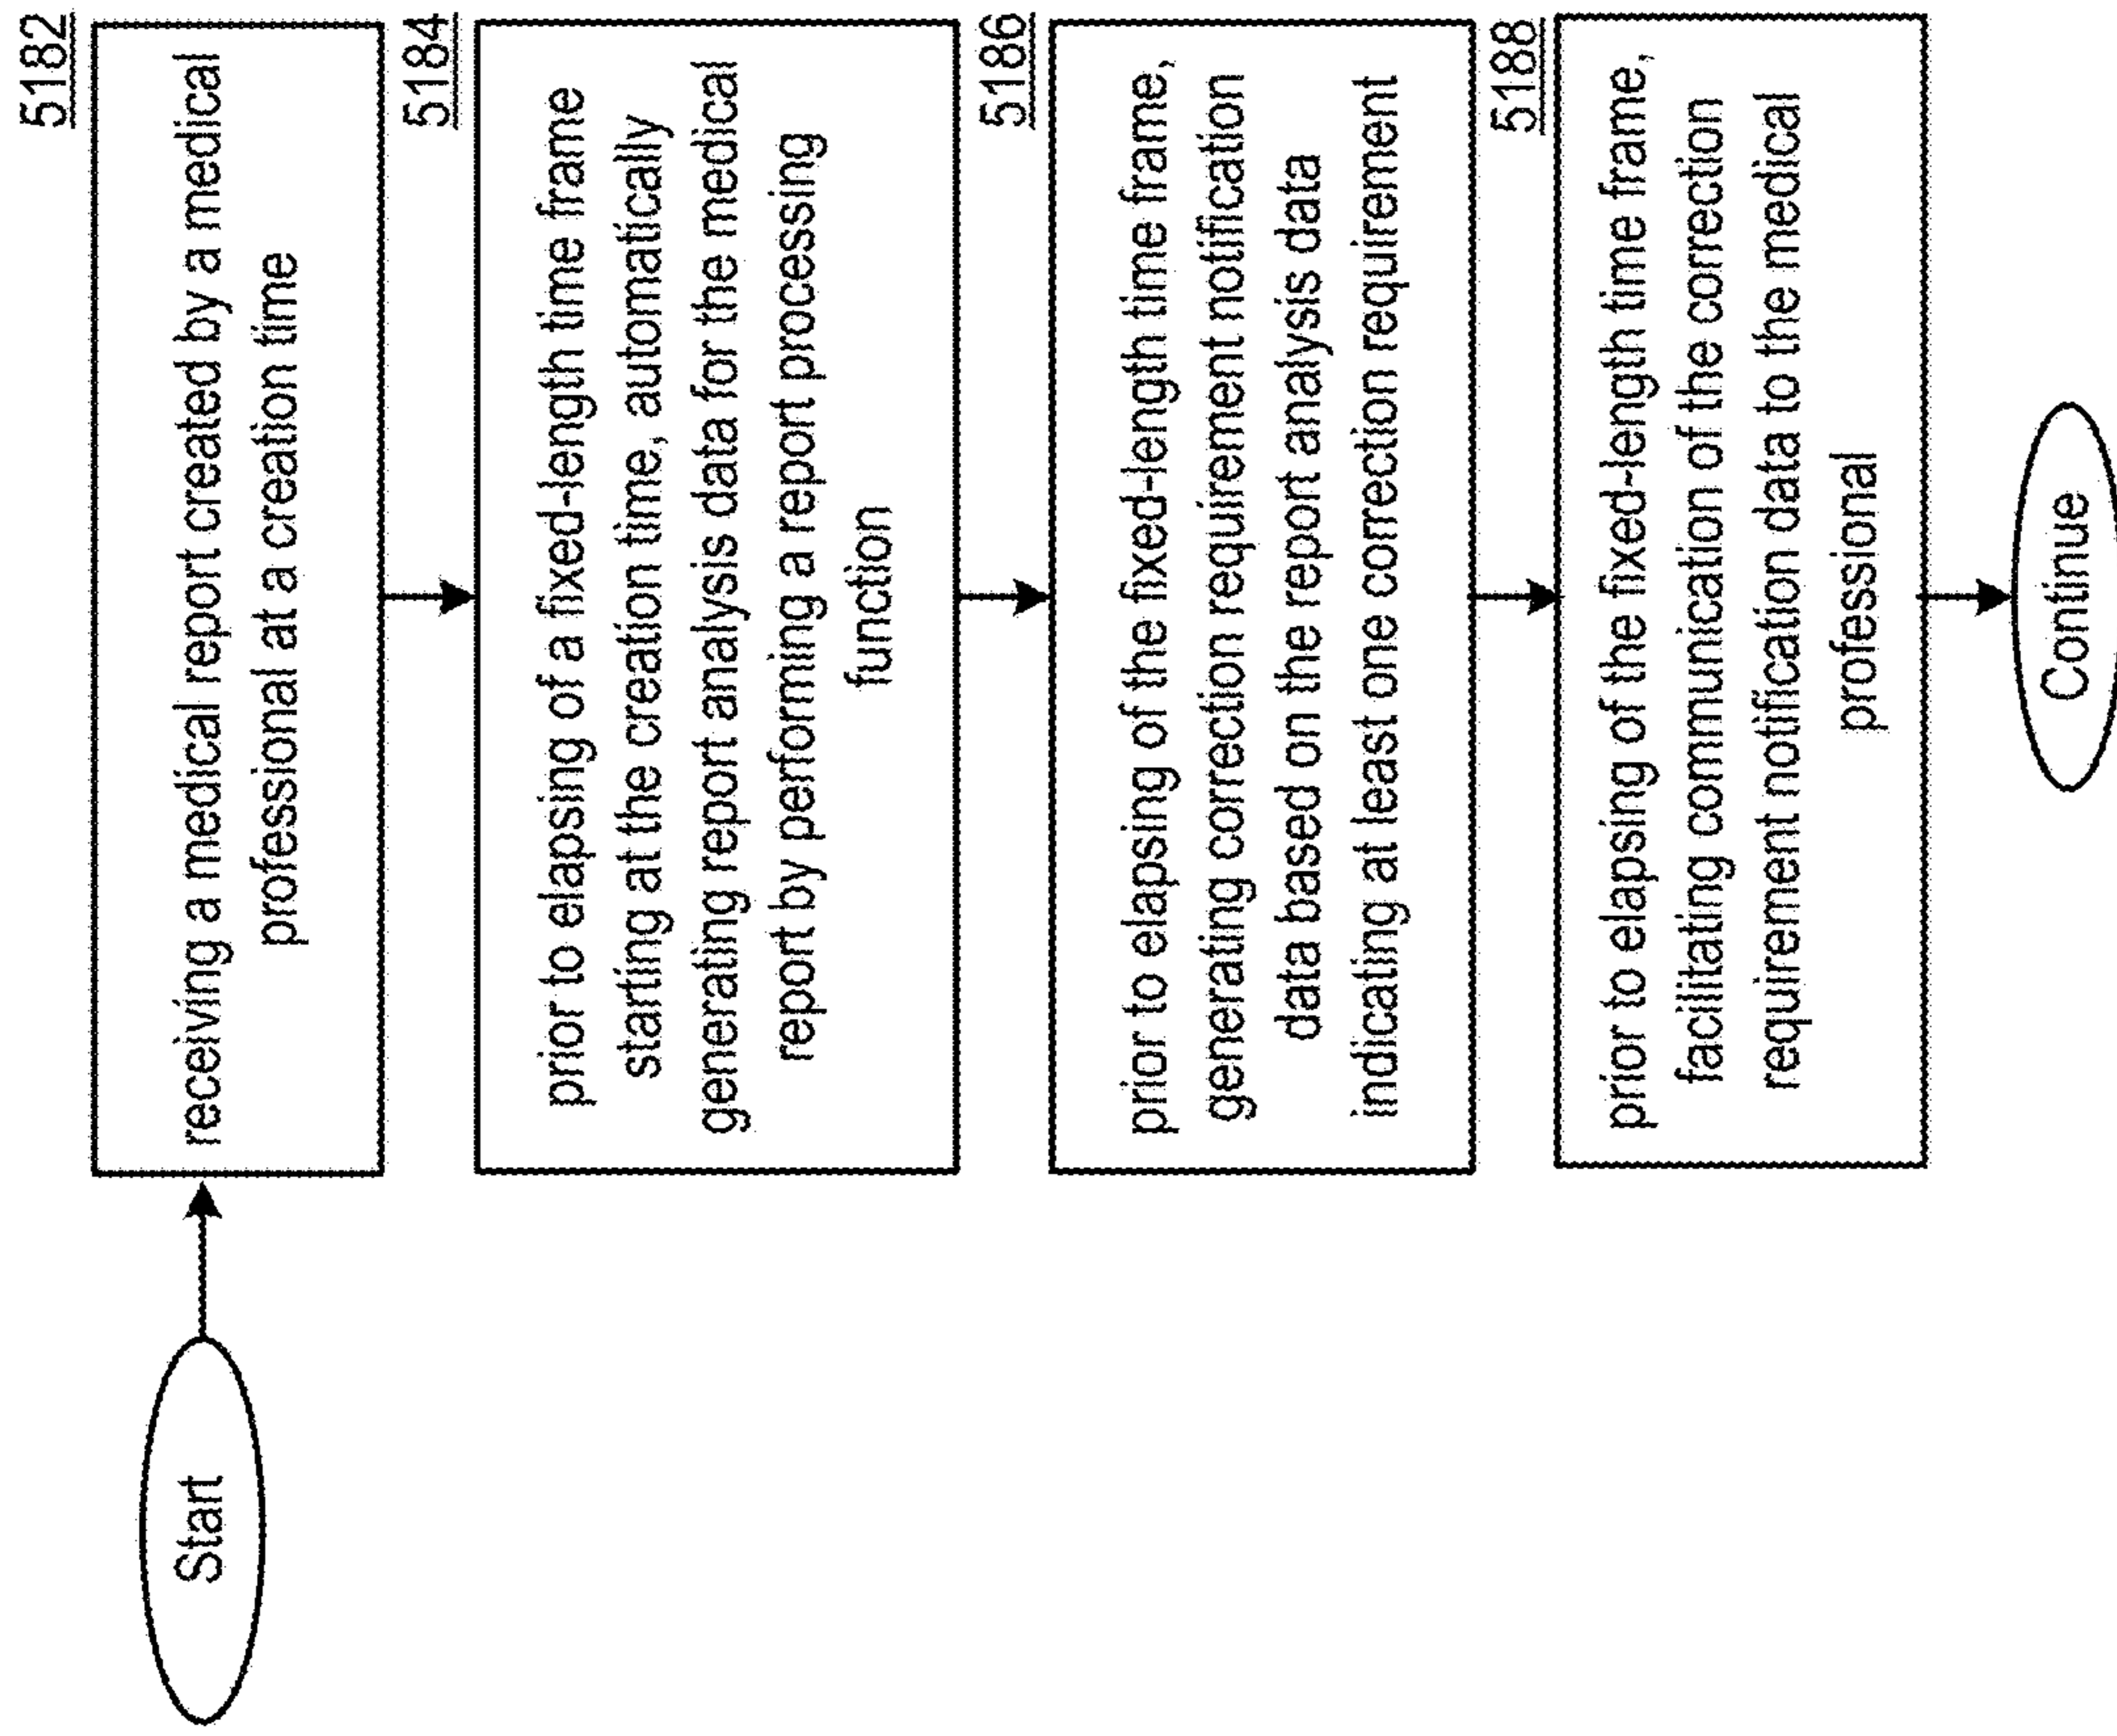 Start
5182
receiving a medical report created by a medical
professional at a creation time
5184
prior to elapsing of a fixed-length time frame
starting at the creation time, automatically
generating report analysis data for the medical
report by performing a report processing
function
5186
prior to elapsing of the fixed-length time frame,
generating correction requirement notification
data based on the report analysis data
indicating at least one correction requirement
5188
prior to elapsing of the fixed-length time frame,
facilitating communication of the correction
requirement notification data to the medical
professional
Continue